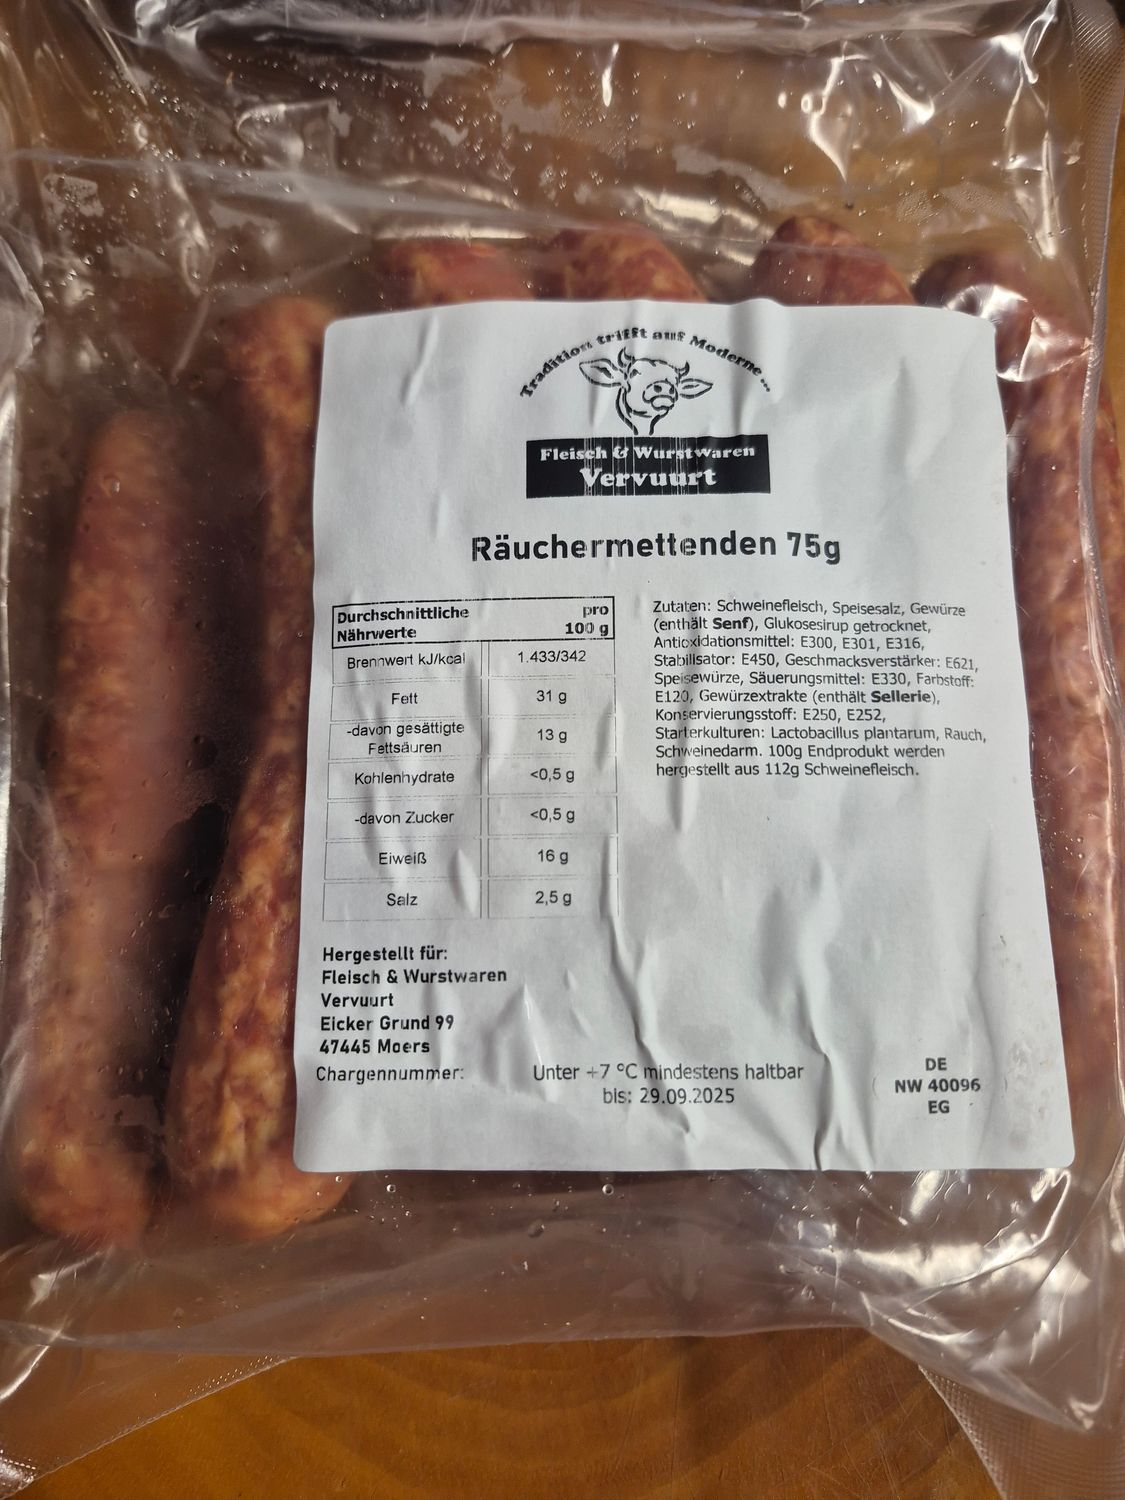 Tradition trifft auf Moderne ...
Fleisch & Wurstwaren
Vervuurt
Räuchermettenden 75g
Durchschnittliche Nährwerte pro 100 g
Brennwert kJ/kcal 1.433/342
Fett 31 g
-davon gesättigte Fettsäuren 13 g
Kohlenhydrate <0,5 g
-davon Zucker <0,5 g
Eiweiß 16 g
Salz 2,5 g
Zutaten: Schweinefleisch, Speisesalz, Gewürze
(enthält Senf), Glukosesirup getrocknet,
Antioxidationsmittel: E300, E301, E316,
Stabilisator: E450, Geschmacksverstärker: E621,
Speisewürze, Säuerungsmittel: E330, Farbstoff:
E120, Gewürzextrakte (enthält Sellerie),
Konservierungsstoff: E250, E252,
Starterkulturen: Lactobacillus plantarum, Rauch,
Schweinedarm. 100g Endprodukt werden
hergestellt aus 112g Schweinefleisch.
Hergestellt für:
Fleisch & Wurstwaren
Vervuurt
Eicker Grund 99
47445 Moers
Chargennummer:
Unter +7 °C mindestens haltbar
bis: 29.09.2025
DE
NW 40096
EG